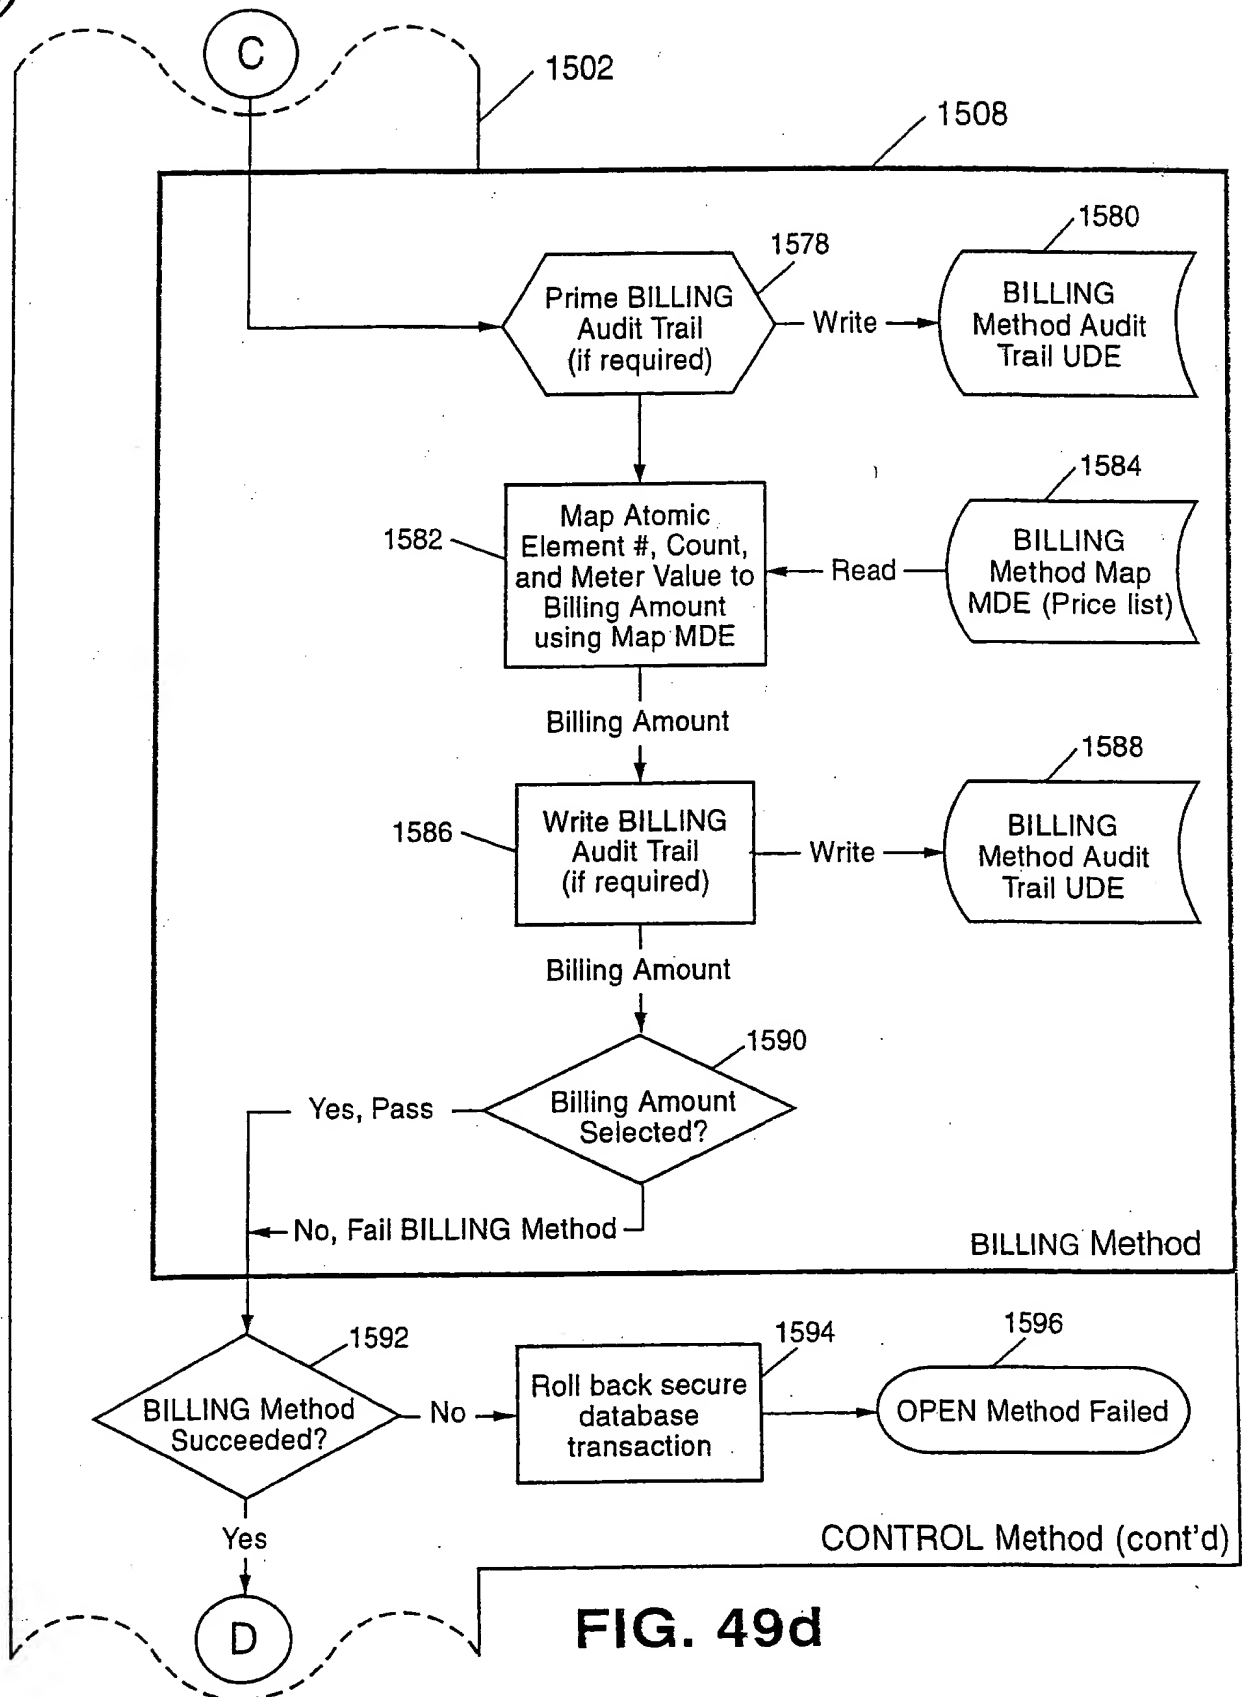 C
1502
1508
1580
1578
Prime BILLING
Audit Trail
(if required)
Write
BILLING
Method Audit
Trail UDE
1584
1582
Map Atomic
Element #, Count,
and Meter Value to
Billing Amount
using Map MDE
Read
BILLING
Method Map
MDE (Price list)
Billing Amount
1588
1586
Write BILLING
Audit Trail
(if required)
Write
BILLING
Method Audit
Trail UDE
Billing Amount
1590
Yes, Pass
Billing Amount
Selected?
No, Fail BILLING Method
BILLING Method
1592
1594
1596
BILLING Method
Succeeded?
No
Roll back secure
database
transaction
OPEN Method Failed
Yes
CONTROL Method (cont'd)
D
FIG. 49d